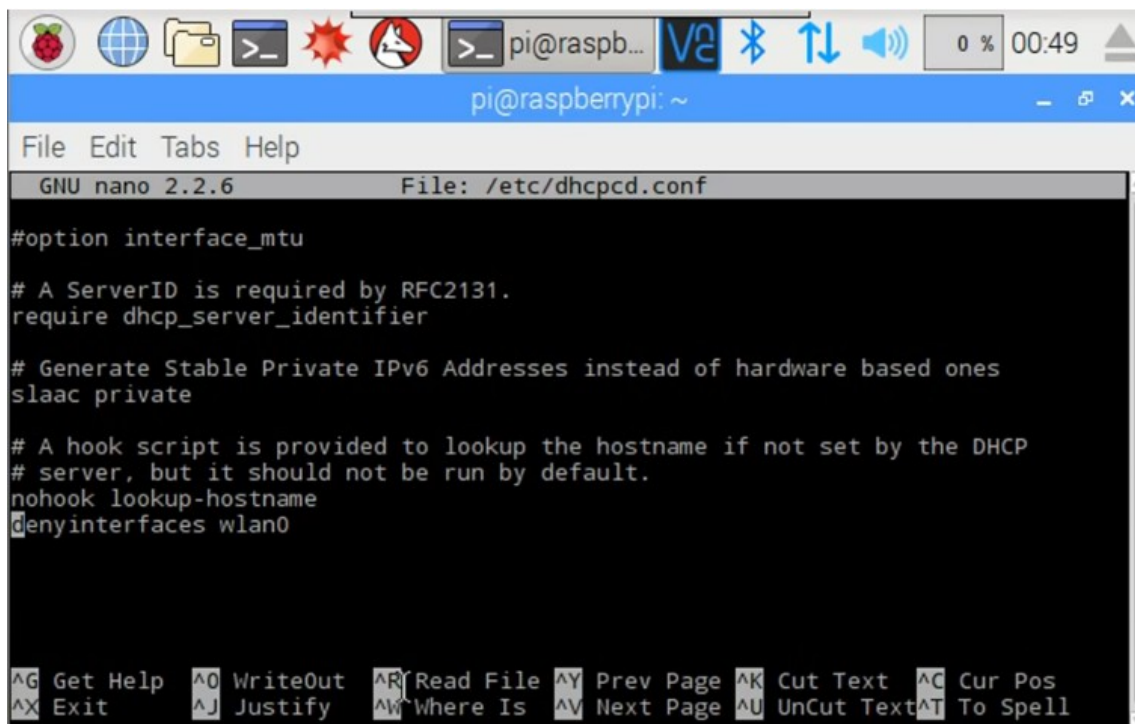 pi@raspb... 0 % 00:49
pi@raspberrypi: ~
File Edit Tabs Help
GNU nano 2.2.6 File: /etc/dhcpcd.conf
#option interface_mtu
# A ServerID is required by RFC2131.
require dhcp_server_identifier
# Generate Stable Private IPv6 Addresses instead of hardware based ones
slaac private
# A hook script is provided to lookup the hostname if not set by the DHCP
# server, but it should not be run by default.
nohook lookup-hostname
denyinterfaces wlan0
^G Get Help ^O WriteOut ^R Read File ^Y Prev Page ^K Cut Text ^C Cur Pos
^X Exit ^J Justify ^W Where Is ^V Next Page ^U UnCut Text ^T To Spell